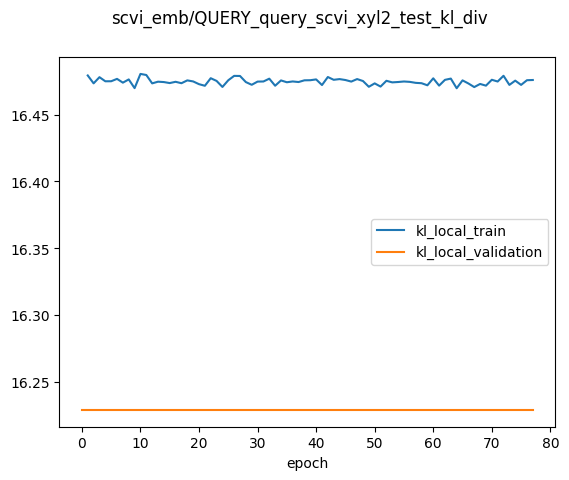 scvi_emb/QUERY_query_scvi_xyl2_test_kl_div
16.45
16.40
16.35
16.30
16.25
kl_local_train
kl_local_validation
0 10 20 30 40 50 60 70 80
epoch